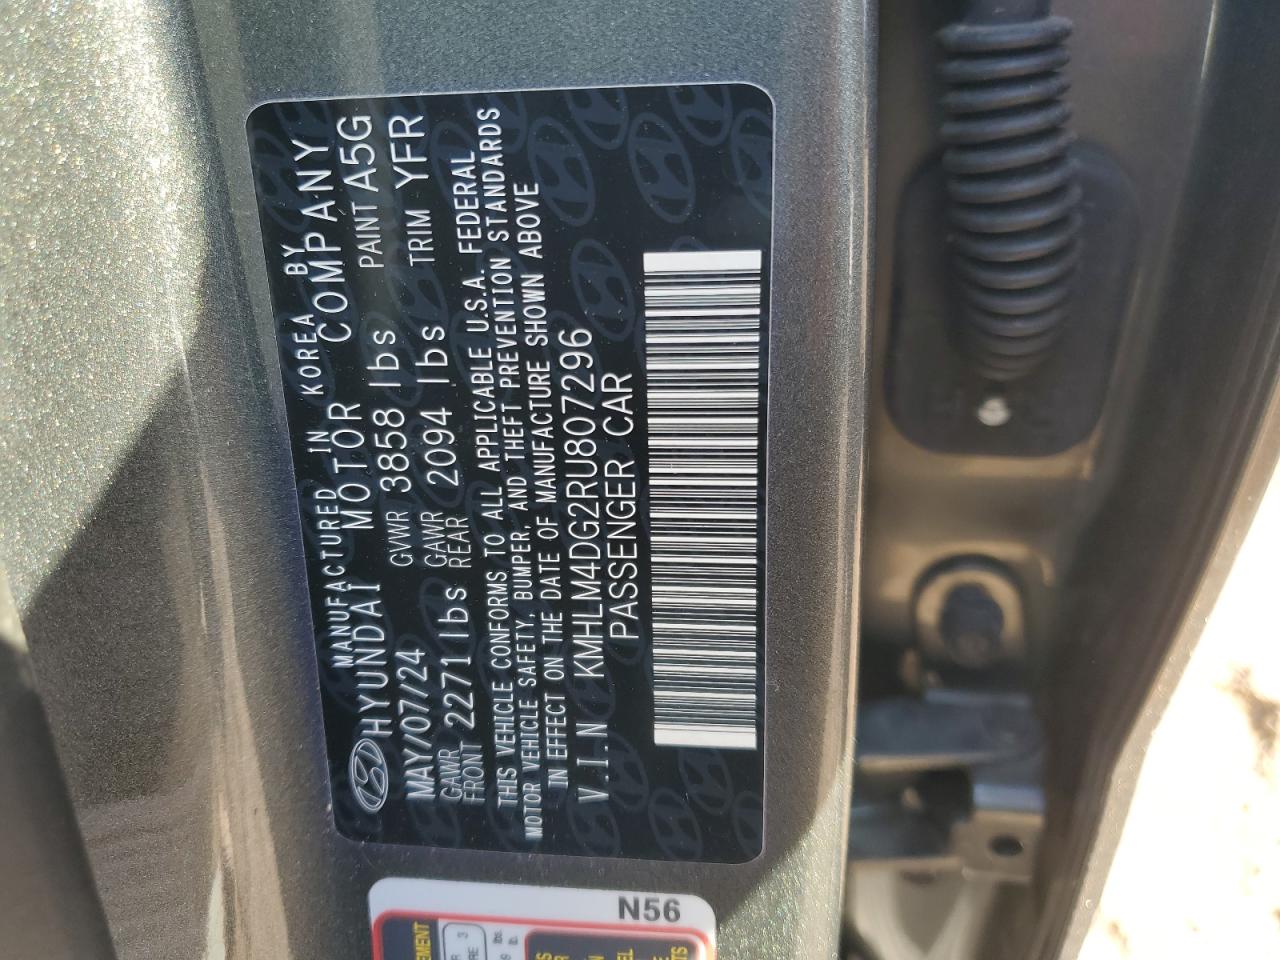 MANUFACTURED IN KOREA BY
HYUNDAI MOTOR COMPANY
MAY/07/24 GVWR 3858 lbs PAINT A5G
GAWR FRONT 2271 lbs GAWR REAR 2094 lbs TRIM YFR
THIS VEHICLE CONFORMS TO ALL APPLICABLE U.S.A. FEDERAL
MOTOR VEHICLE SAFETY, BUMPER, AND THEFT PREVENTION STANDARDS
IN EFFECT ON THE DATE OF MANUFACTURE SHOWN ABOVE
V.I.N KMHLM4DG2RU807296
PASSENGER CAR
N56